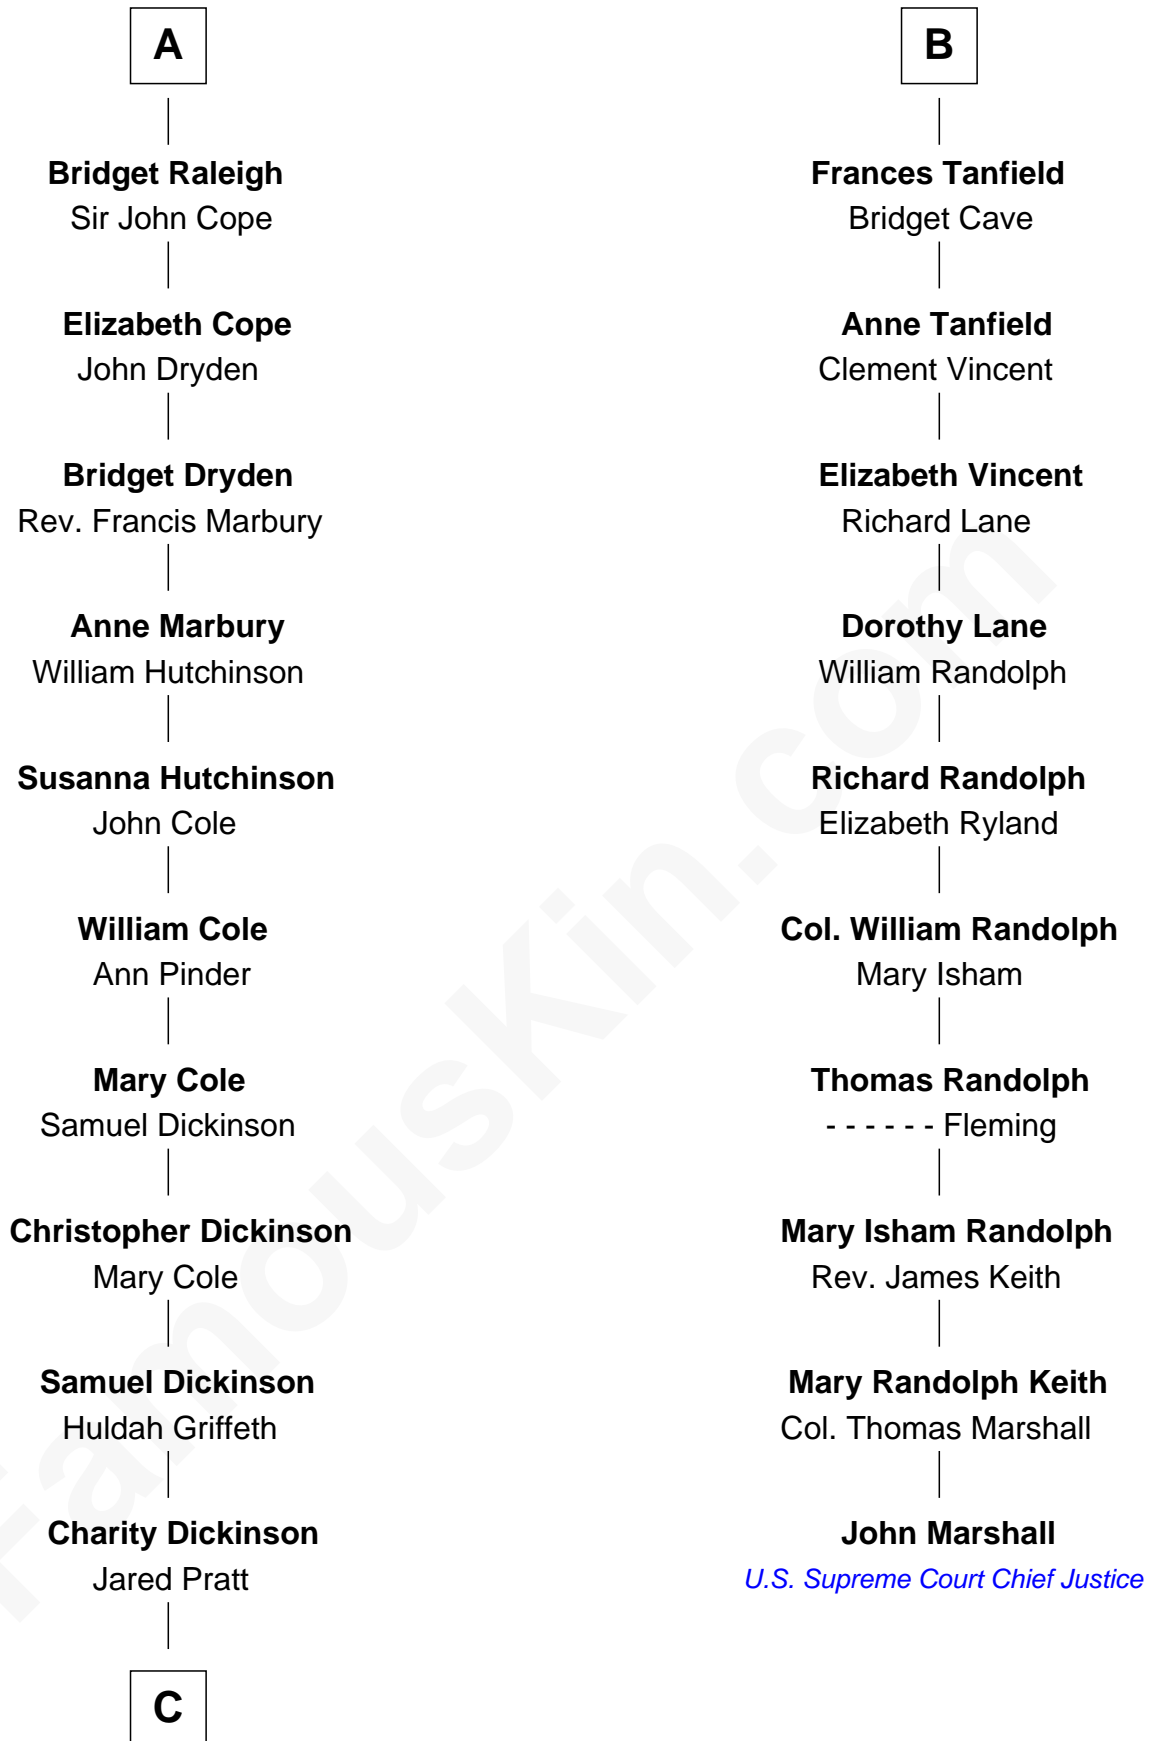 A
Bridget Raleigh
Sir John Cope
Elizabeth Cope
John Dryden
Bridget Dryden
Rev. Francis Marbury
Anne Marbury
William Hutchinson
Susanna Hutchinson
John Cole
William Cole
Ann Pinder
Mary Cole
Samuel Dickinson
Christopher Dickinson
Mary Cole
Samuel Dickinson
Huldah Griffeth
Charity Dickinson
Jared Pratt
C
B
Frances Tanfield
Bridget Cave
Anne Tanfield
Clement Vincent
Elizabeth Vincent
Richard Lane
Dorothy Lane
William Randolph
Richard Randolph
Elizabeth Ryland
Col. William Randolph
Mary Isham
Thomas Randolph
- - - - - - Fleming
Mary Isham Randolph
Rev. James Keith
Mary Randolph Keith
Col. Thomas Marshall
John Marshall
U.S. Supreme Court Chief Justice
FamousKin.com